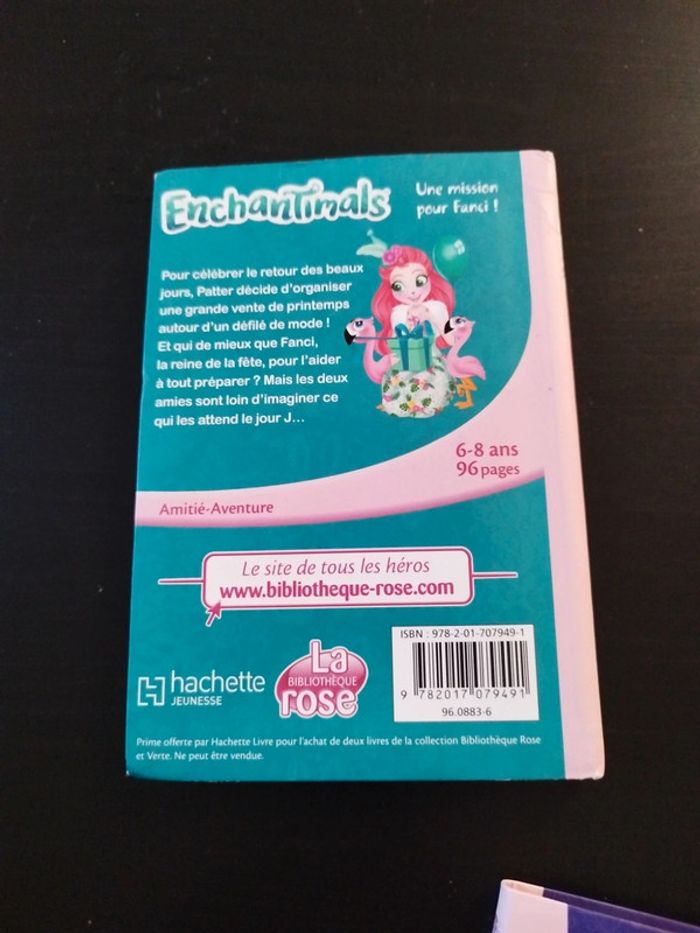 Enchantimals
Une mission
pour Fanci !
Pour célébrer le retour des beaux
jours, Patter décide d'organiser
une grande vente de printemps
autour d'un défilé de mode !
Et qui de mieux que Fanci,
la reine de la fête, pour l'aider
à tout préparer ? Mais les deux
amies sont loin d'imaginer ce
qui les attend le jour J...
6-8 ans
96 pages
Amitié-Aventure
Le site de tous les héros
www.bibliotheque-rose.com
hachette
JEUNESSE
La
BIBLIOTHÈQUE
rose
ISBN : 978-2-01-707949-1
9 782017 079491
96.0883-6
Prime offerte par Hachette Livre pour l'achat de deux livres de la collection Bibliothèque Rose
et Verte. Ne peut être vendue.